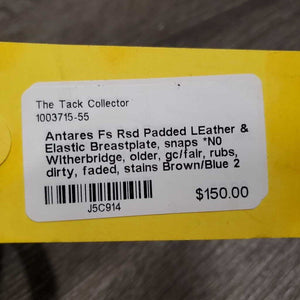 The Tack Collector
1003715-55
Antares Fs Rsd Padded LEather &
Elastic Breastplate, snaps *N0
Witherbridge, older, gc/fair, rubs,
dirty, faded, stains Brown/Blue 2
J5C914
$150.00